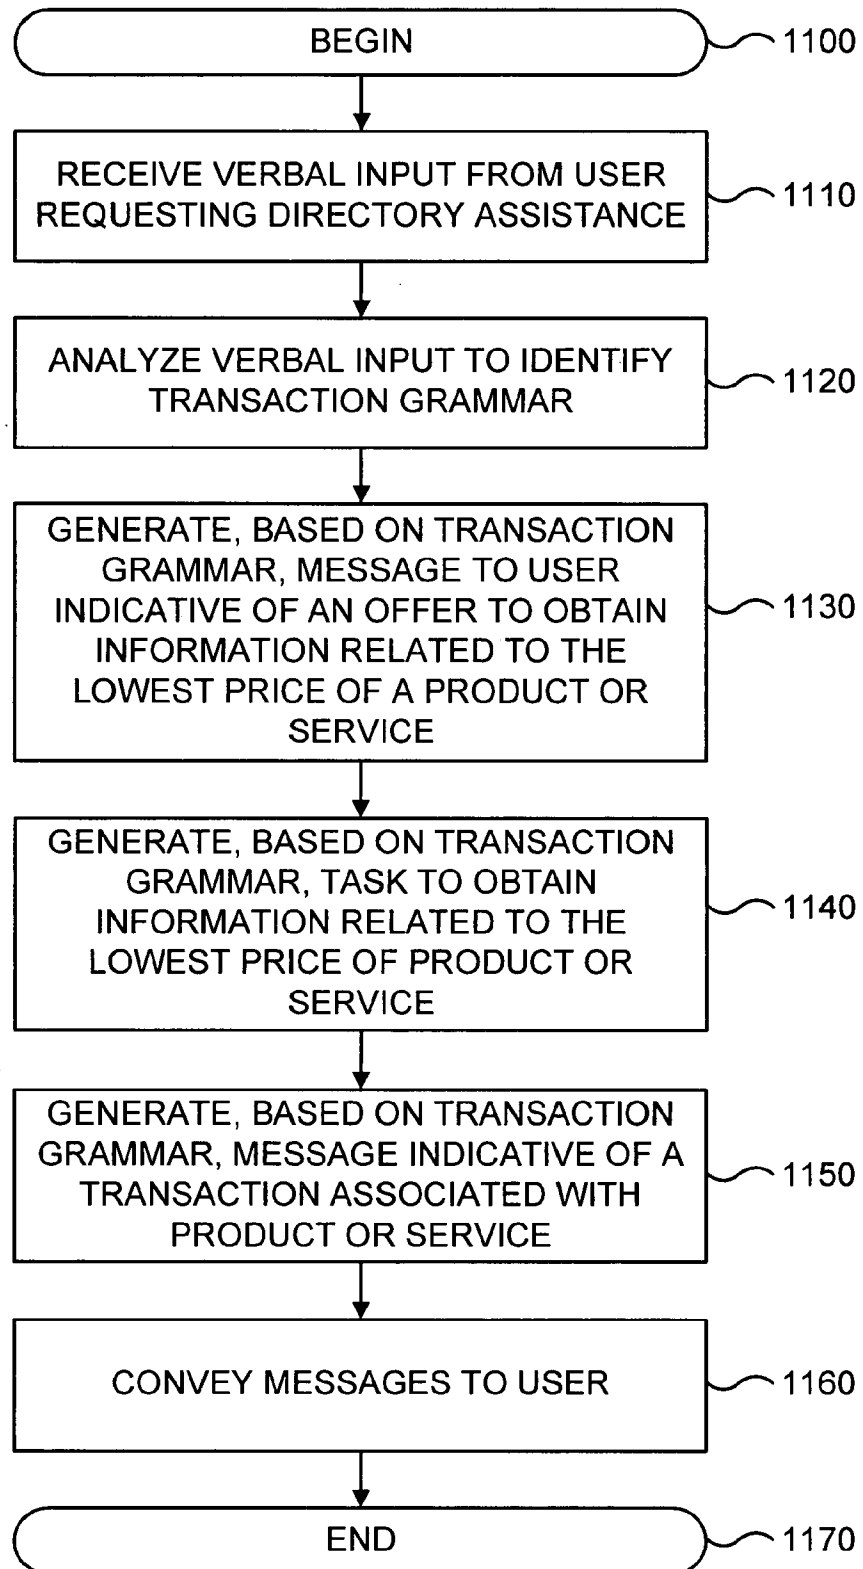 BEGIN
1100
RECEIVE VERBAL INPUT FROM USER
REQUESTING DIRECTORY ASSISTANCE
1110
ANALYZE VERBAL INPUT TO IDENTIFY
TRANSACTION GRAMMAR
1120
GENERATE, BASED ON TRANSACTION
GRAMMAR, MESSAGE TO USER
INDICATIVE OF AN OFFER TO OBTAIN
INFORMATION RELATED TO THE
LOWEST PRICE OF A PRODUCT OR
SERVICE
1130
GENERATE, BASED ON TRANSACTION
GRAMMAR, TASK TO OBTAIN
INFORMATION RELATED TO THE
LOWEST PRICE OF PRODUCT OR
SERVICE
1140
GENERATE, BASED ON TRANSACTION
GRAMMAR, MESSAGE INDICATIVE OF A
TRANSACTION ASSOCIATED WITH
PRODUCT OR SERVICE
1150
CONVEY MESSAGES TO USER
1160
END
1170